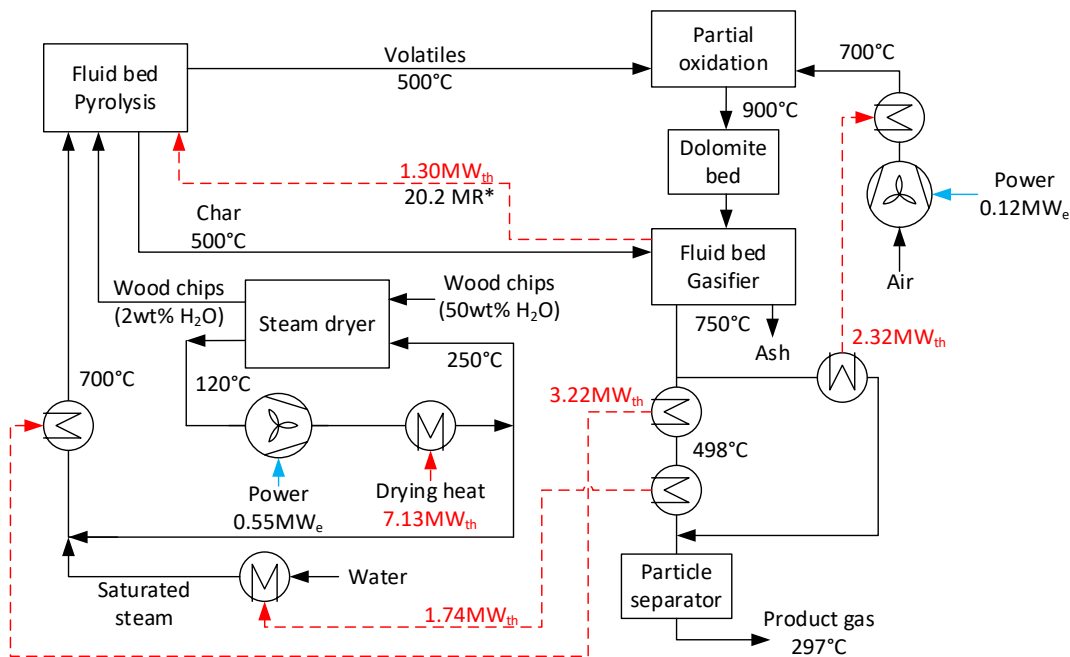 Fluid bed
Pyrolysis
Volatiles
500°C
Partial
oxidation
700°C
900°C
Dolomite
bed
1.30MWth
20.2 MR*
Power
0.12MWe
Air
Char
500°C
Fluid bed
Gasifier
Wood chips
(2wt% H2O)
Steam dryer
Wood chips
(50wt% H2O)
750°C
Ash
2.32MWth
700°C
120°C
250°C
3.22MWth
498°C
Power
0.55MWe
Drying heat
7.13MWth
Water
Saturated
steam
1.74MWth
Particle
separator
Product gas
297°C